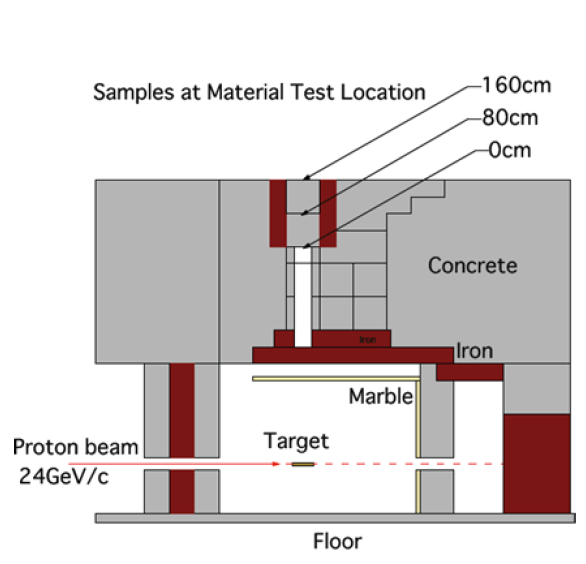 160cm
Samples at Material Test Location
80cm
0cm
Concrete
Iron
Iron
Marble
Target
Proton beam
24GeV/c
Floor